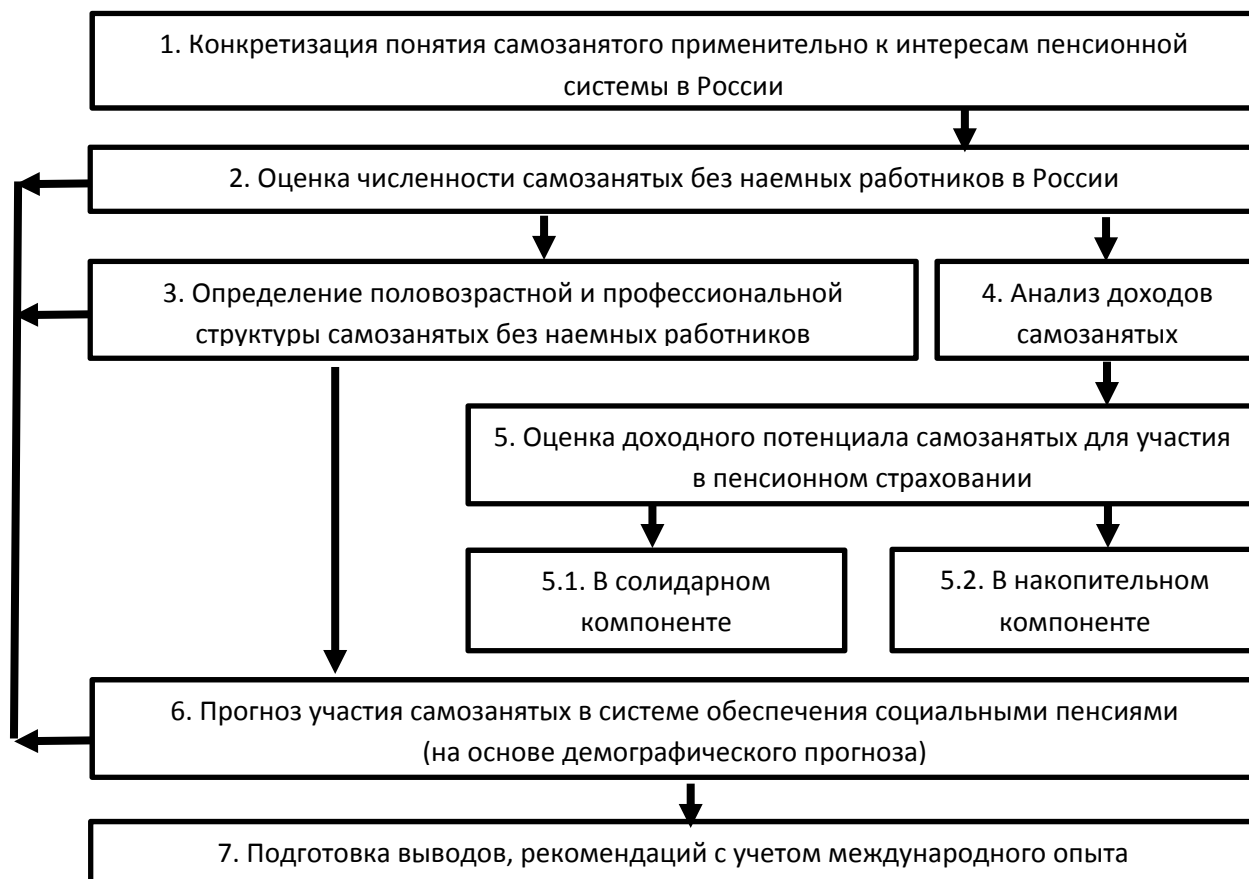 1. Конкретизация понятия самозанятого применительно к интересам пенсионной
системы в России
2. Оценка численности самозанятых без наемных работников в России
3. Определение половозрастной и профессиональной
структуры самозанятых без наемных работников
4. Анализ доходов
самозанятых
5. Оценка доходного потенциала самозанятых для участия
в пенсионном страховании
5.1. В солидарном
компоненте
5.2. В накопительном
компоненте
6. Прогноз участия самозанятых в системе обеспечения социальными пенсиями
(на основе демографического прогноза)
7. Подготовка выводов, рекомендаций с учетом международного опыта